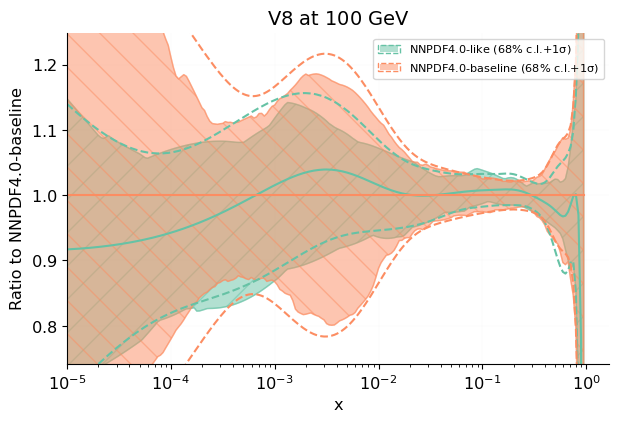 V8 at 100 GeV
NNPDF4.0-like (68% c.l.+1σ)
NNPDF4.0-baseline (68% c.l.+1σ)
Ratio to NNPDF4.0-baseline
1.2
1.1
1.0
0.9
0.8
10⁻⁵ 10⁻⁴ 10⁻³ 10⁻² 10⁻¹ 10⁰
x